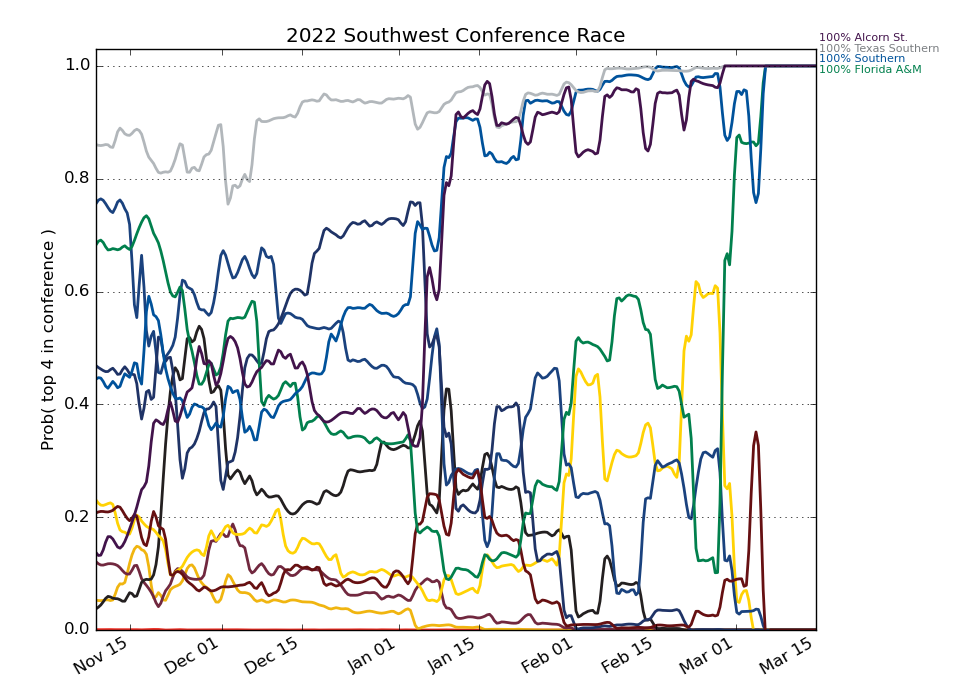 2022 Southwest Conference Race
100% Alcorn St.
100% Texas Southern
100% Southern
100% Florida A&M
Prob( top 4 in conference )
1.0
0.8
0.6
0.4
0.2
0.0
Nov 15
Dec 01
Dec 15
Jan 01
Jan 15
Feb 01
Feb 15
Mar 01
Mar 15